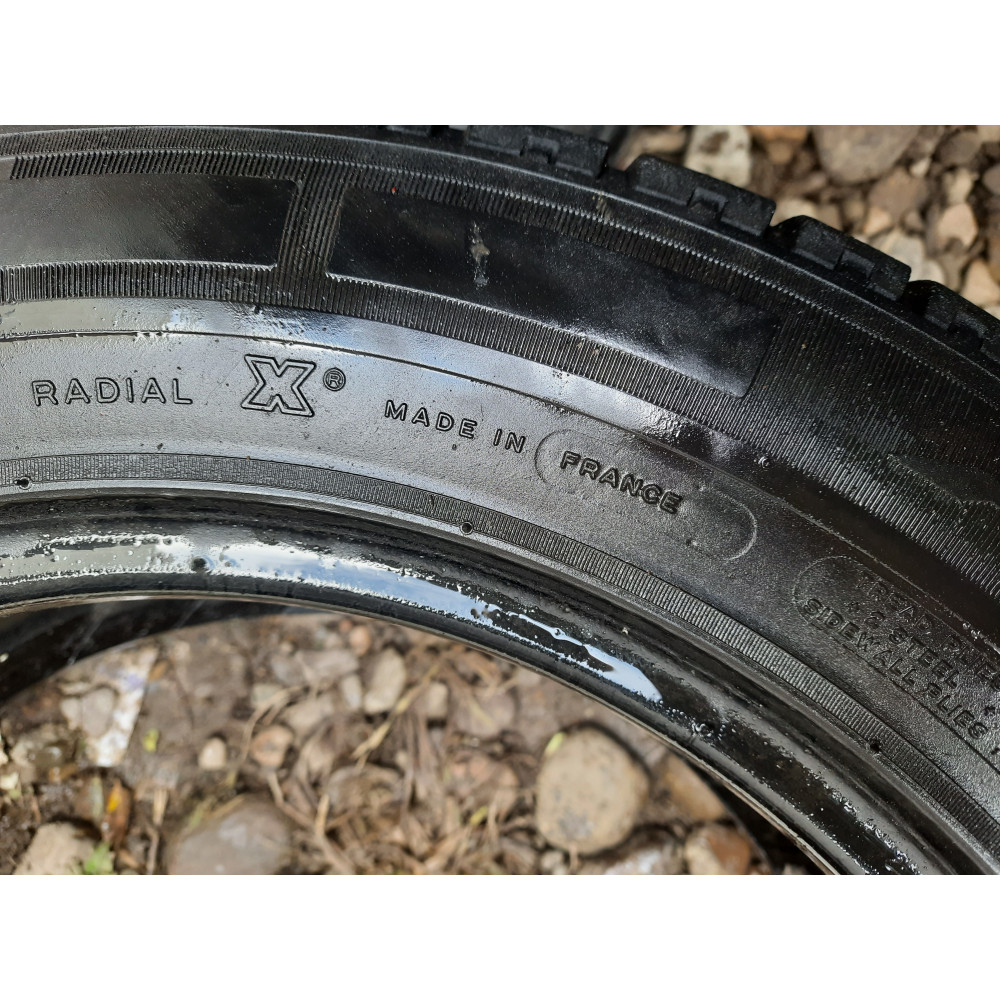 RADIAL X® MADE IN FRANCE
STEEL
SIDEWALL PLIES